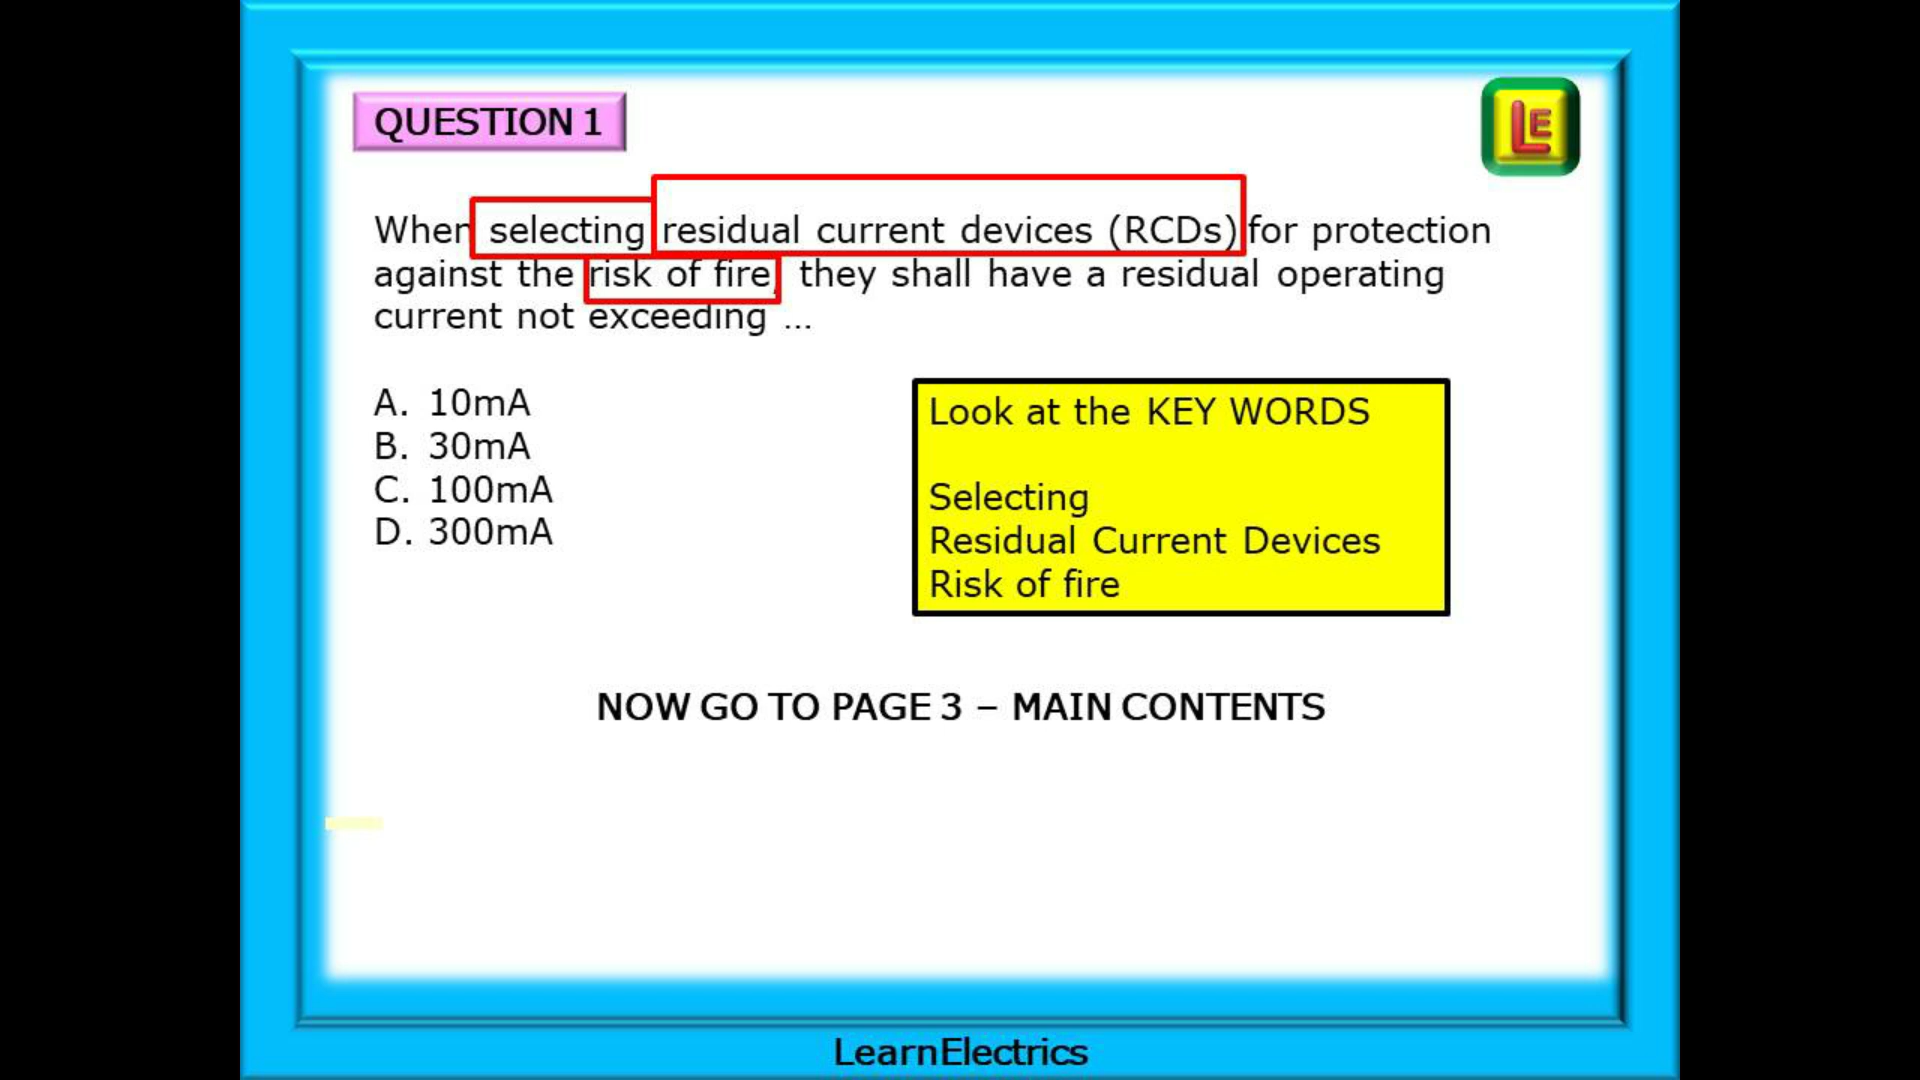 QUESTION 1
LE
When selecting residual current devices (RCDs) for protection
against the risk of fire, they shall have a residual operating
current not exceeding ...
A. 10mA
B. 30mA
C. 100mA
D. 300mA
Look at the KEY WORDS
Selecting
Residual Current Devices
Risk of fire
NOW GO TO PAGE 3 – MAIN CONTENTS
LearnElectrics